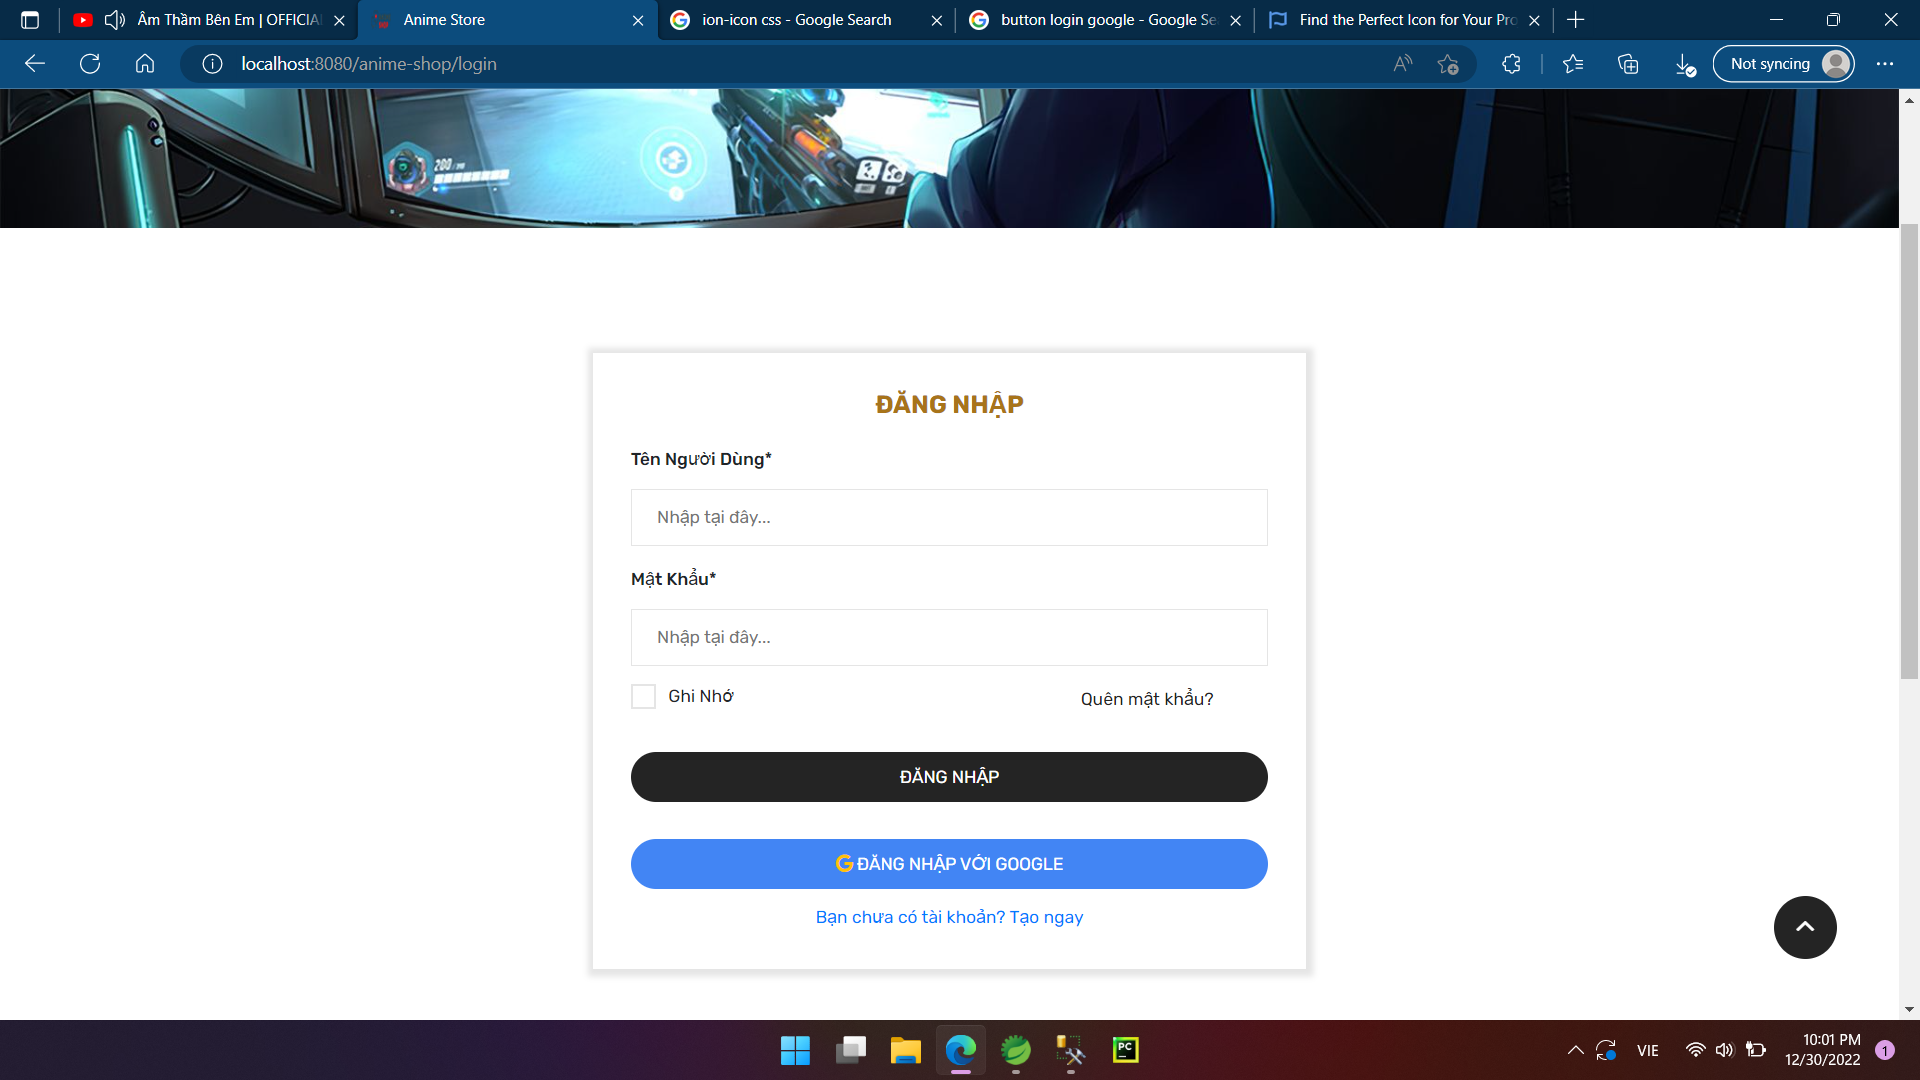 Âm Thầm Bên Em | OFFICIA
Anime Store
ion-icon css - Google Search
button login google - Google Se
Find the Perfect Icon for Your Pro
localhost:8080/anime-shop/login
Not syncing
200
ĐĂNG NHẬP
Tên Người Dùng*
Nhập tại đây...
Mật Khẩu*
Nhập tại đây...
Ghi Nhớ
Quên mật khẩu?
ĐĂNG NHẬP
ĐĂNG NHẬP VỚI GOOGLE
Bạn chưa có tài khoản? Tạo ngay
PC
VIE
10:01 PM
12/30/2022
1